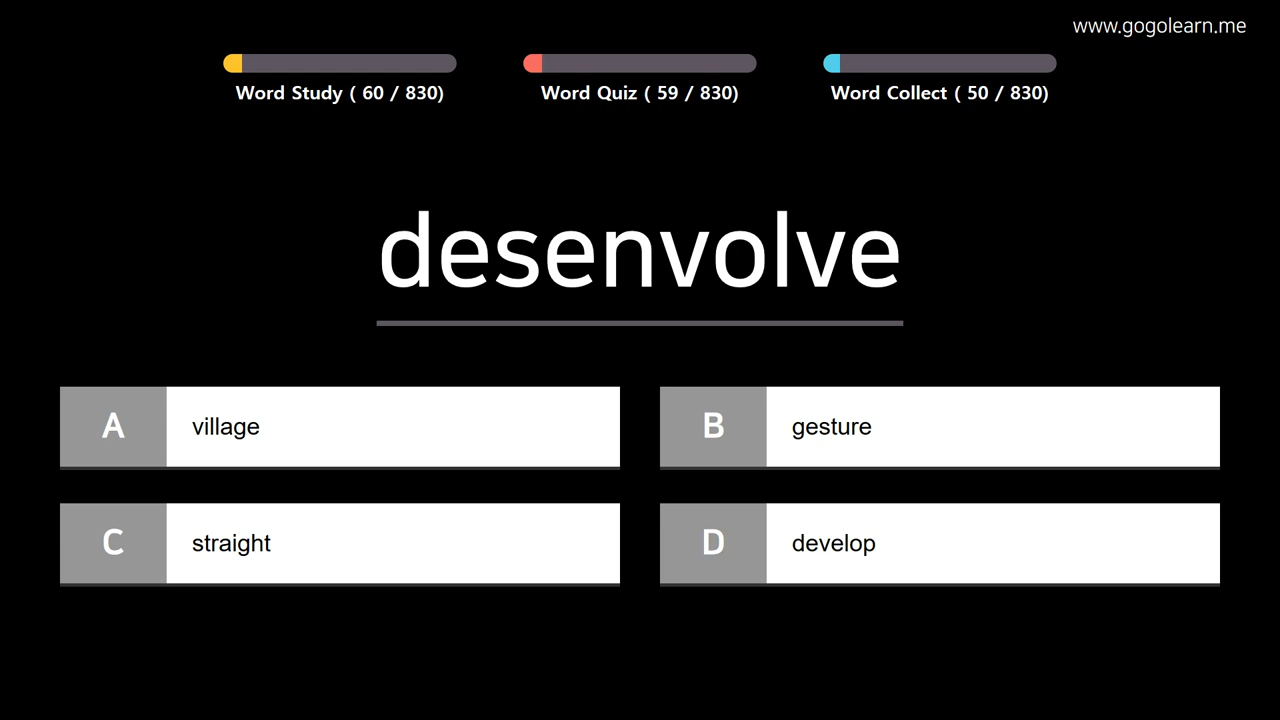 www.gogolearn.me
Word Study ( 60 / 830)
Word Quiz ( 59 / 830)
Word Collect ( 50 / 830)
desenvolve
A village
B gesture
C straight
D develop